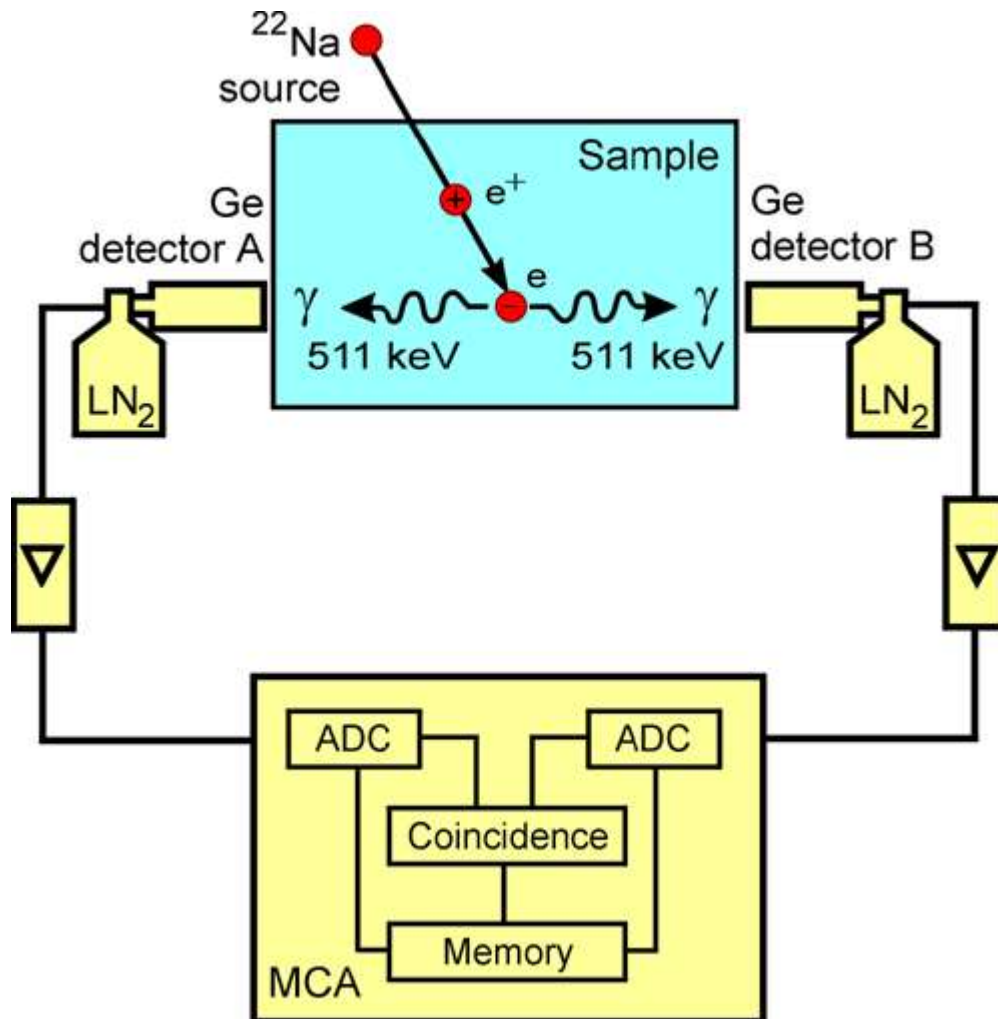 ²²Na
source
Sample
e⁺
Ge
detector A
Ge
detector B
e
γ
γ
511 keV
511 keV
LN₂
LN₂
ADC
ADC
Coincidence
Memory
MCA